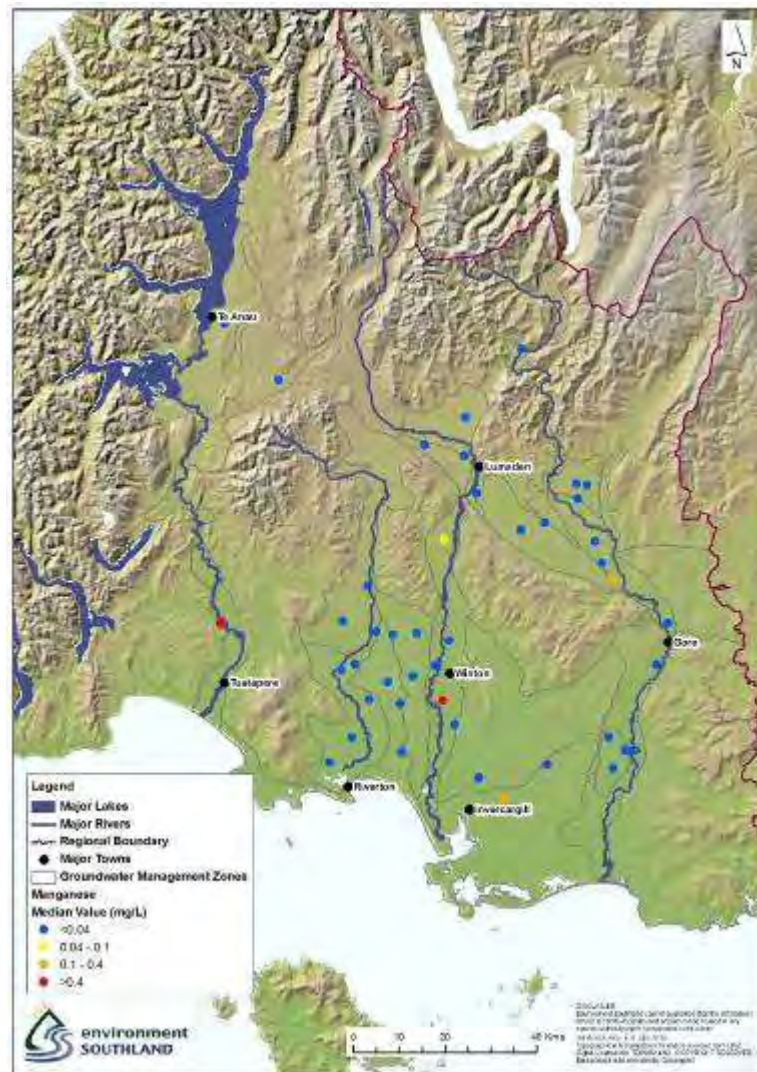 N
Te Anau
Lumsden
Gore
Winton
Tuatapere
Riverton
Invercargill
Legend
Major Lakes
Major Rivers
Regional Boundary
Major Towns
Groundwater Management Zones
Manganese
Median Value (mg/L)
<0.04
0.04 - 0.1
0.1 - 0.4
>0.4
environment
SOUTHLAND
0
10
20
40 Kms